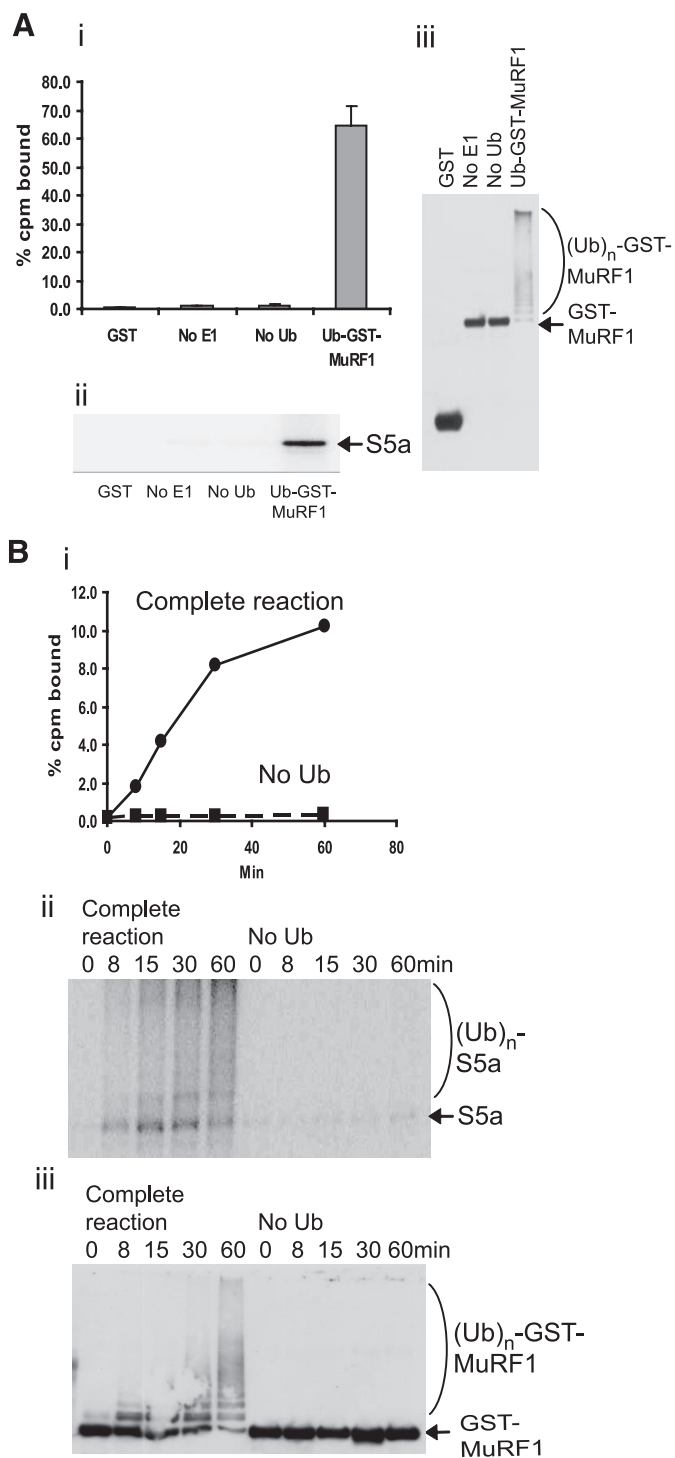 A
i
% cpm bound
80.0
70.0
60.0
50.0
40.0
30.0
20.0
10.0
0.0
GST
No E1
No Ub
Ub-GST-
MuRF1
ii
S5a
GST
No E1
No Ub
Ub-GST-
MuRF1
iii
GST
No E1
No Ub
Ub-GST-MuRF1
(Ub)n-GST-
MuRF1
GST-
MuRF1
B
i
% cpm bound
12.0
10.0
8.0
6.0
4.0
2.0
0.0
Complete reaction
No Ub
0 20 40 60 80
Min
ii
Complete
reaction No Ub
0 8 15 30 60 0 8 15 30 60min
(Ub)n-
S5a
S5a
iii
Complete
reaction No Ub
0 8 15 30 60 0 8 15 30 60min
(Ub)n-GST-
MuRF1
GST-
MuRF1